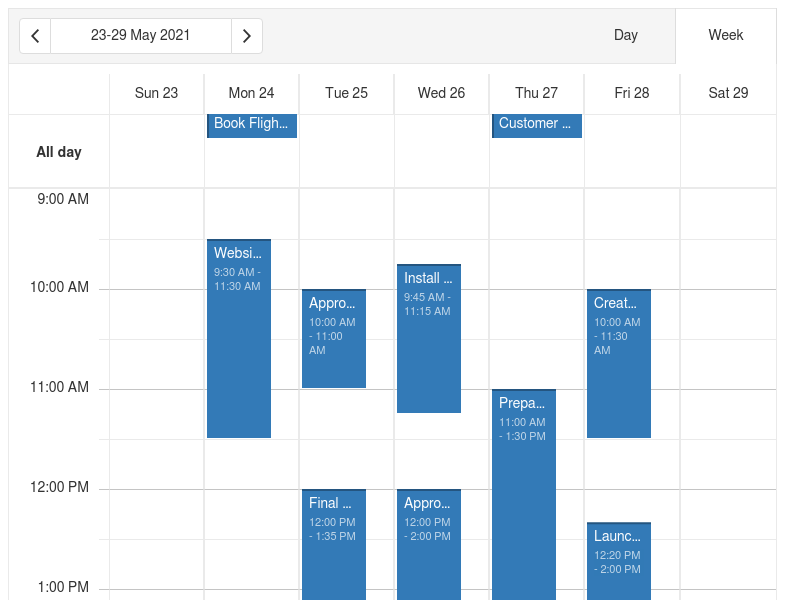 23-29 May 2021
Day
Week
Sun 23
Mon 24
Tue 25
Wed 26
Thu 27
Fri 28
Sat 29
All day
Book Fligh...
Customer ...
9:00 AM
Websi...
9:30 AM -
11:30 AM
Install ...
9:45 AM -
11:15 AM
10:00 AM
Appro...
10:00 AM
- 11:00
AM
Creat...
10:00 AM
- 11:30
AM
11:00 AM
Prepa...
11:00 AM
- 1:30 PM
12:00 PM
Final ...
12:00 PM
- 1:35 PM
Appro...
12:00 PM
- 2:00 PM
Launc...
12:20 PM
- 2:00 PM
1:00 PM